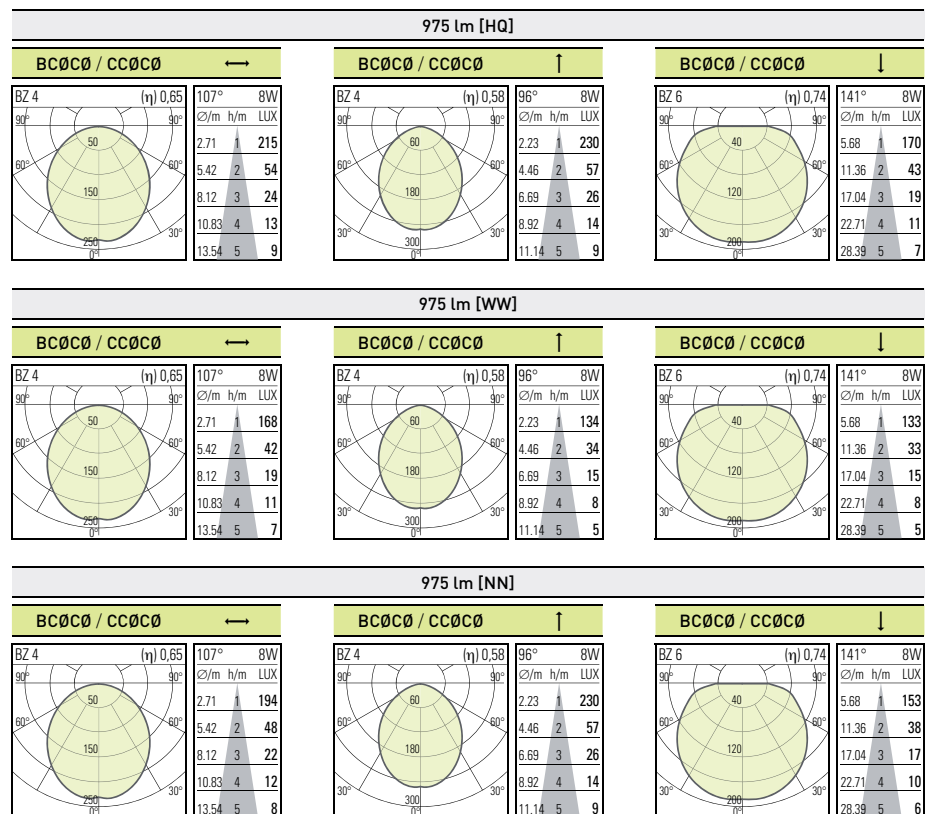 975 lm [HQ]
BCØCØ / CCØCØ ↔
BZ 4 (η) 0,65
90° 90°
60° 60°
30°
50
150
250
0°
107° 8W
∅/m h/m LUX
2.71 1 215
5.42 2 54
8.12 3 24
10.83 4 13
13.54 5 9
BCØCØ / CCØCØ ↑
BZ 4 (η) 0,58
90° 90°
60° 60°
30° 30°
60
180
300
0°
96° 8W
∅/m h/m LUX
2.23 1 230
4.46 2 57
6.69 3 26
8.92 4 14
11.14 5 9
BCØCØ / CCØCØ ↓
BZ 6 (η) 0,74
90° 90°
60° 60°
30° 30°
40
120
200
0°
141° 8W
∅/m h/m LUX
5.68 1 170
11.36 2 43
17.04 3 19
22.71 4 11
28.39 5 7
975 lm [WW]
BCØCØ / CCØCØ ↔
BZ 4 (η) 0,65
90° 90°
60° 60°
30°
50
150
250
0°
107° 8W
∅/m h/m LUX
2.71 1 168
5.42 2 42
8.12 3 19
10.83 4 11
13.54 5 7
BCØCØ / CCØCØ ↑
BZ 4 (η) 0,58
90° 90°
60° 60°
30° 30°
60
180
300
0°
96° 8W
∅/m h/m LUX
2.23 1 134
4.46 2 34
6.69 3 15
8.92 4 8
11.14 5 5
BCØCØ / CCØCØ ↓
BZ 6 (η) 0,74
90° 90°
60° 60°
30° 30°
40
120
200
0°
141° 8W
∅/m h/m LUX
5.68 1 133
11.36 2 33
17.04 3 15
22.71 4 8
28.39 5 5
975 lm [NN]
BCØCØ / CCØCØ ↔
BZ 4 (η) 0,65
90° 90°
60° 60°
30°
50
150
250
0°
107° 8W
∅/m h/m LUX
2.71 1 194
5.42 2 48
8.12 3 22
10.83 4 12
13.54 5 8
BCØCØ / CCØCØ ↑
BZ 4 (η) 0,58
90° 90°
60° 60°
30° 30°
60
180
300
0°
96° 8W
∅/m h/m LUX
2.23 1 230
4.46 2 57
6.69 3 26
8.92 4 14
11.14 5 9
BCØCØ / CCØCØ ↓
BZ 6 (η) 0,74
90° 90°
60° 60°
30° 30°
40
120
200
0°
141° 8W
∅/m h/m LUX
5.68 1 153
11.36 2 38
17.04 3 17
22.71 4 10
28.39 5 6